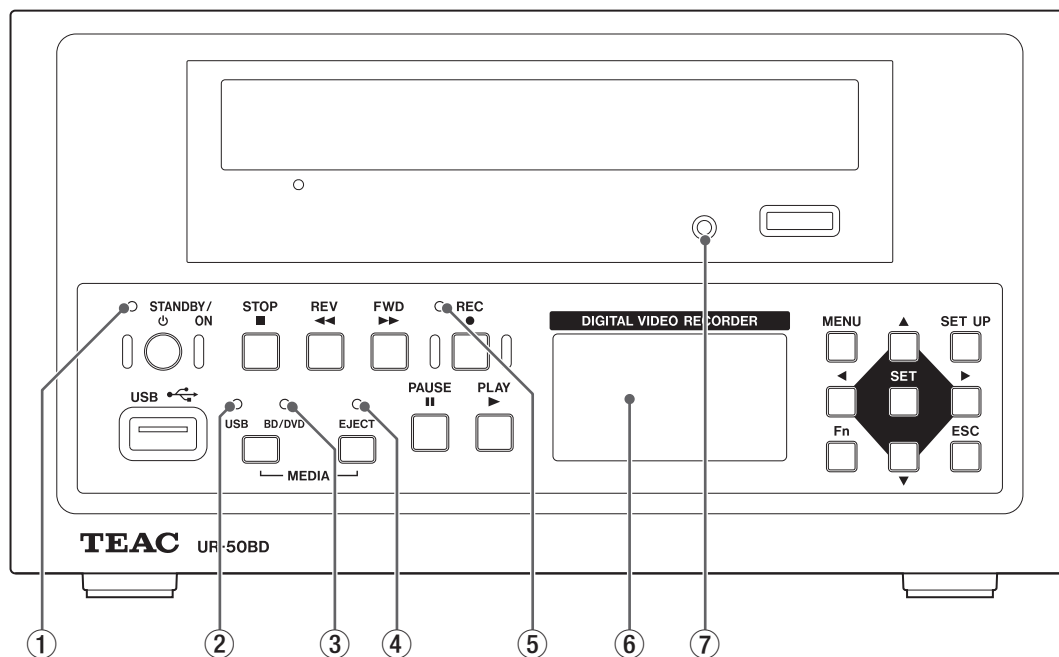 STANDBY/
ON
STOP
REV
FWD
REC
DIGITAL VIDEO RECORDER
MENU
SET UP
SET
USB
PAUSE
PLAY
USB
BD/DVD
EJECT
MEDIA
Fn
ESC
TEAC UR-50BD
① ② ③ ④ ⑤ ⑥ ⑦